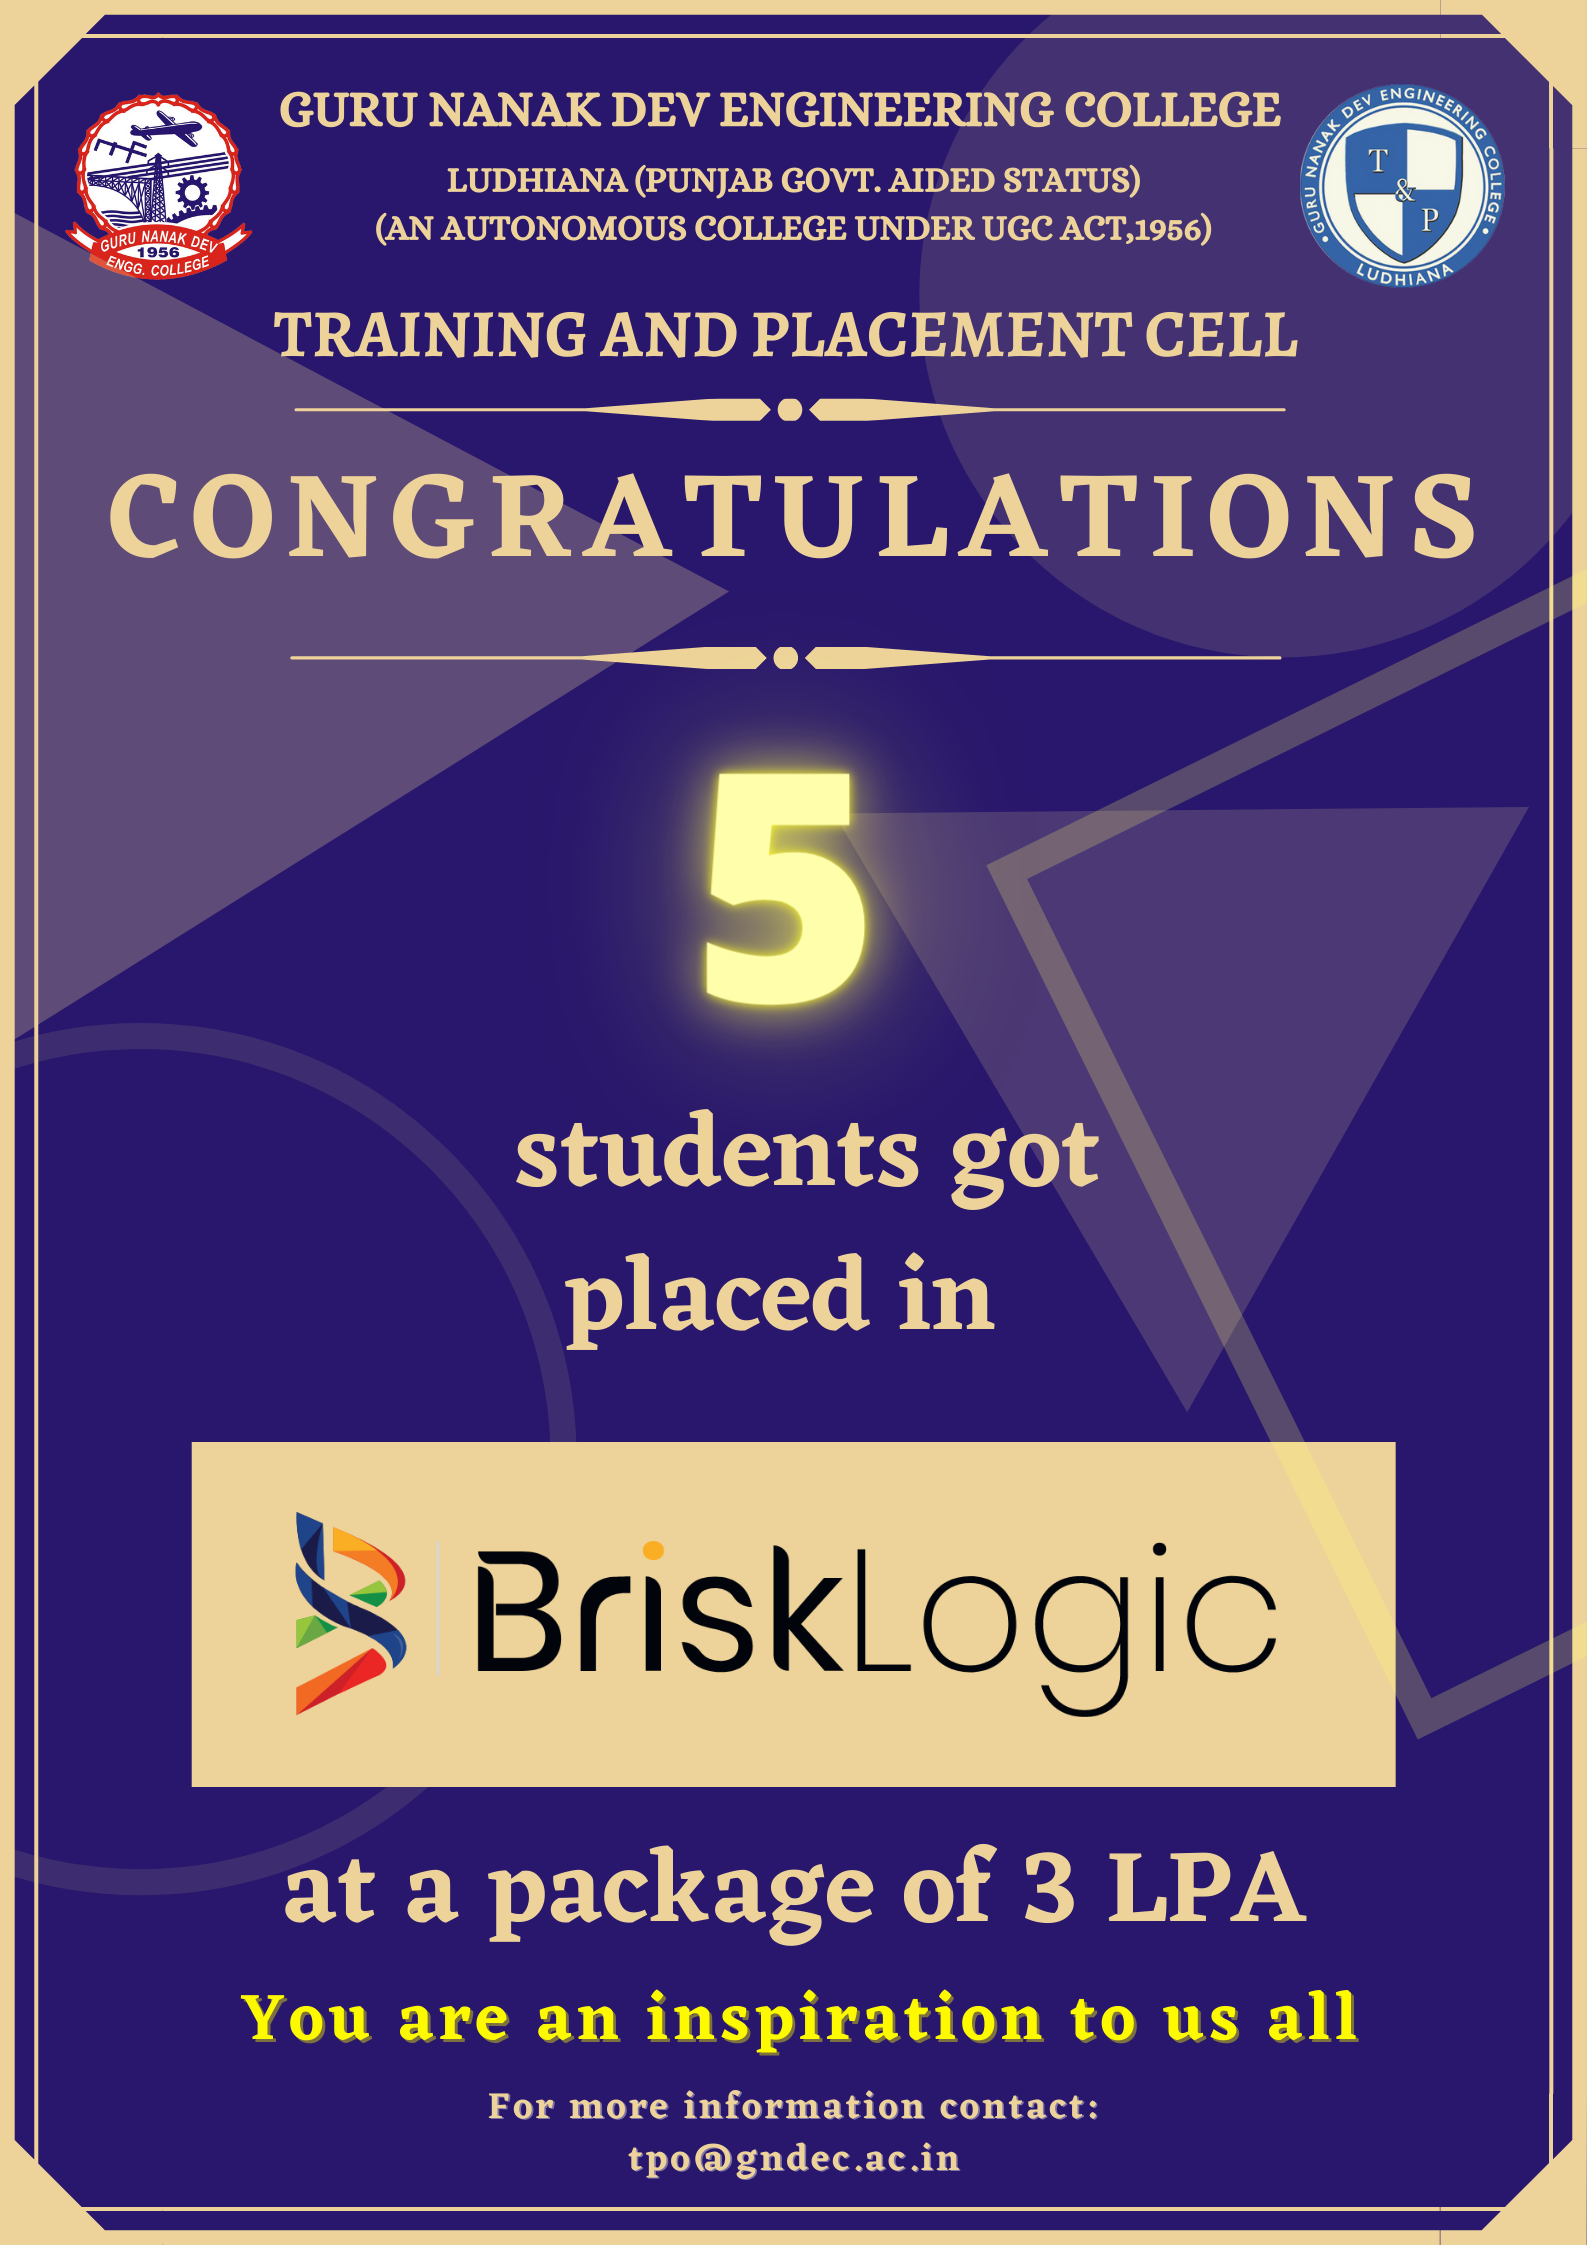 GURU NANAK DEV ENGINEERING COLLEGE
LUDHIANA (PUNJAB GOVT. AIDED STATUS)
(AN AUTONOMOUS COLLEGE UNDER UGC ACT,1956)
GURU NANAK DEV
1956
ENGG. COLLEGE
GURU NANAK DEV ENGINEERING COLLEGE
T
&
P
LUDHIANA
TRAINING AND PLACEMENT CELL
CONGRATULATIONS
5
students got
placed in
BriskLogic
at a package of 3 LPA
You are an inspiration to us all
For more information contact:
tpo@gndec.ac.in